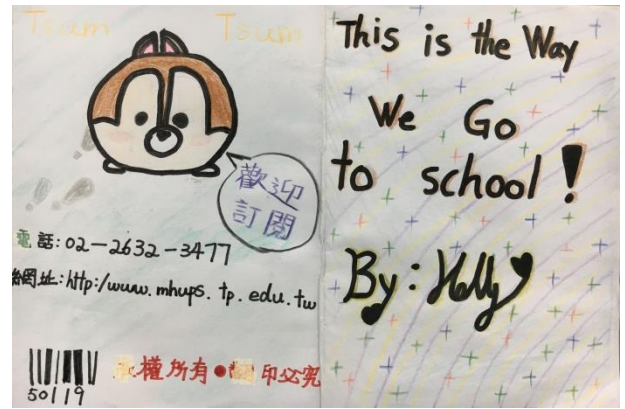 Tsum Tsum
歡迎
訂閱
電話:02-2632-3477
網址:http:/www.mhups.tp.edu.tw
權所有●印必究
50119
This is the Way
We Go
to school!
By: Holly